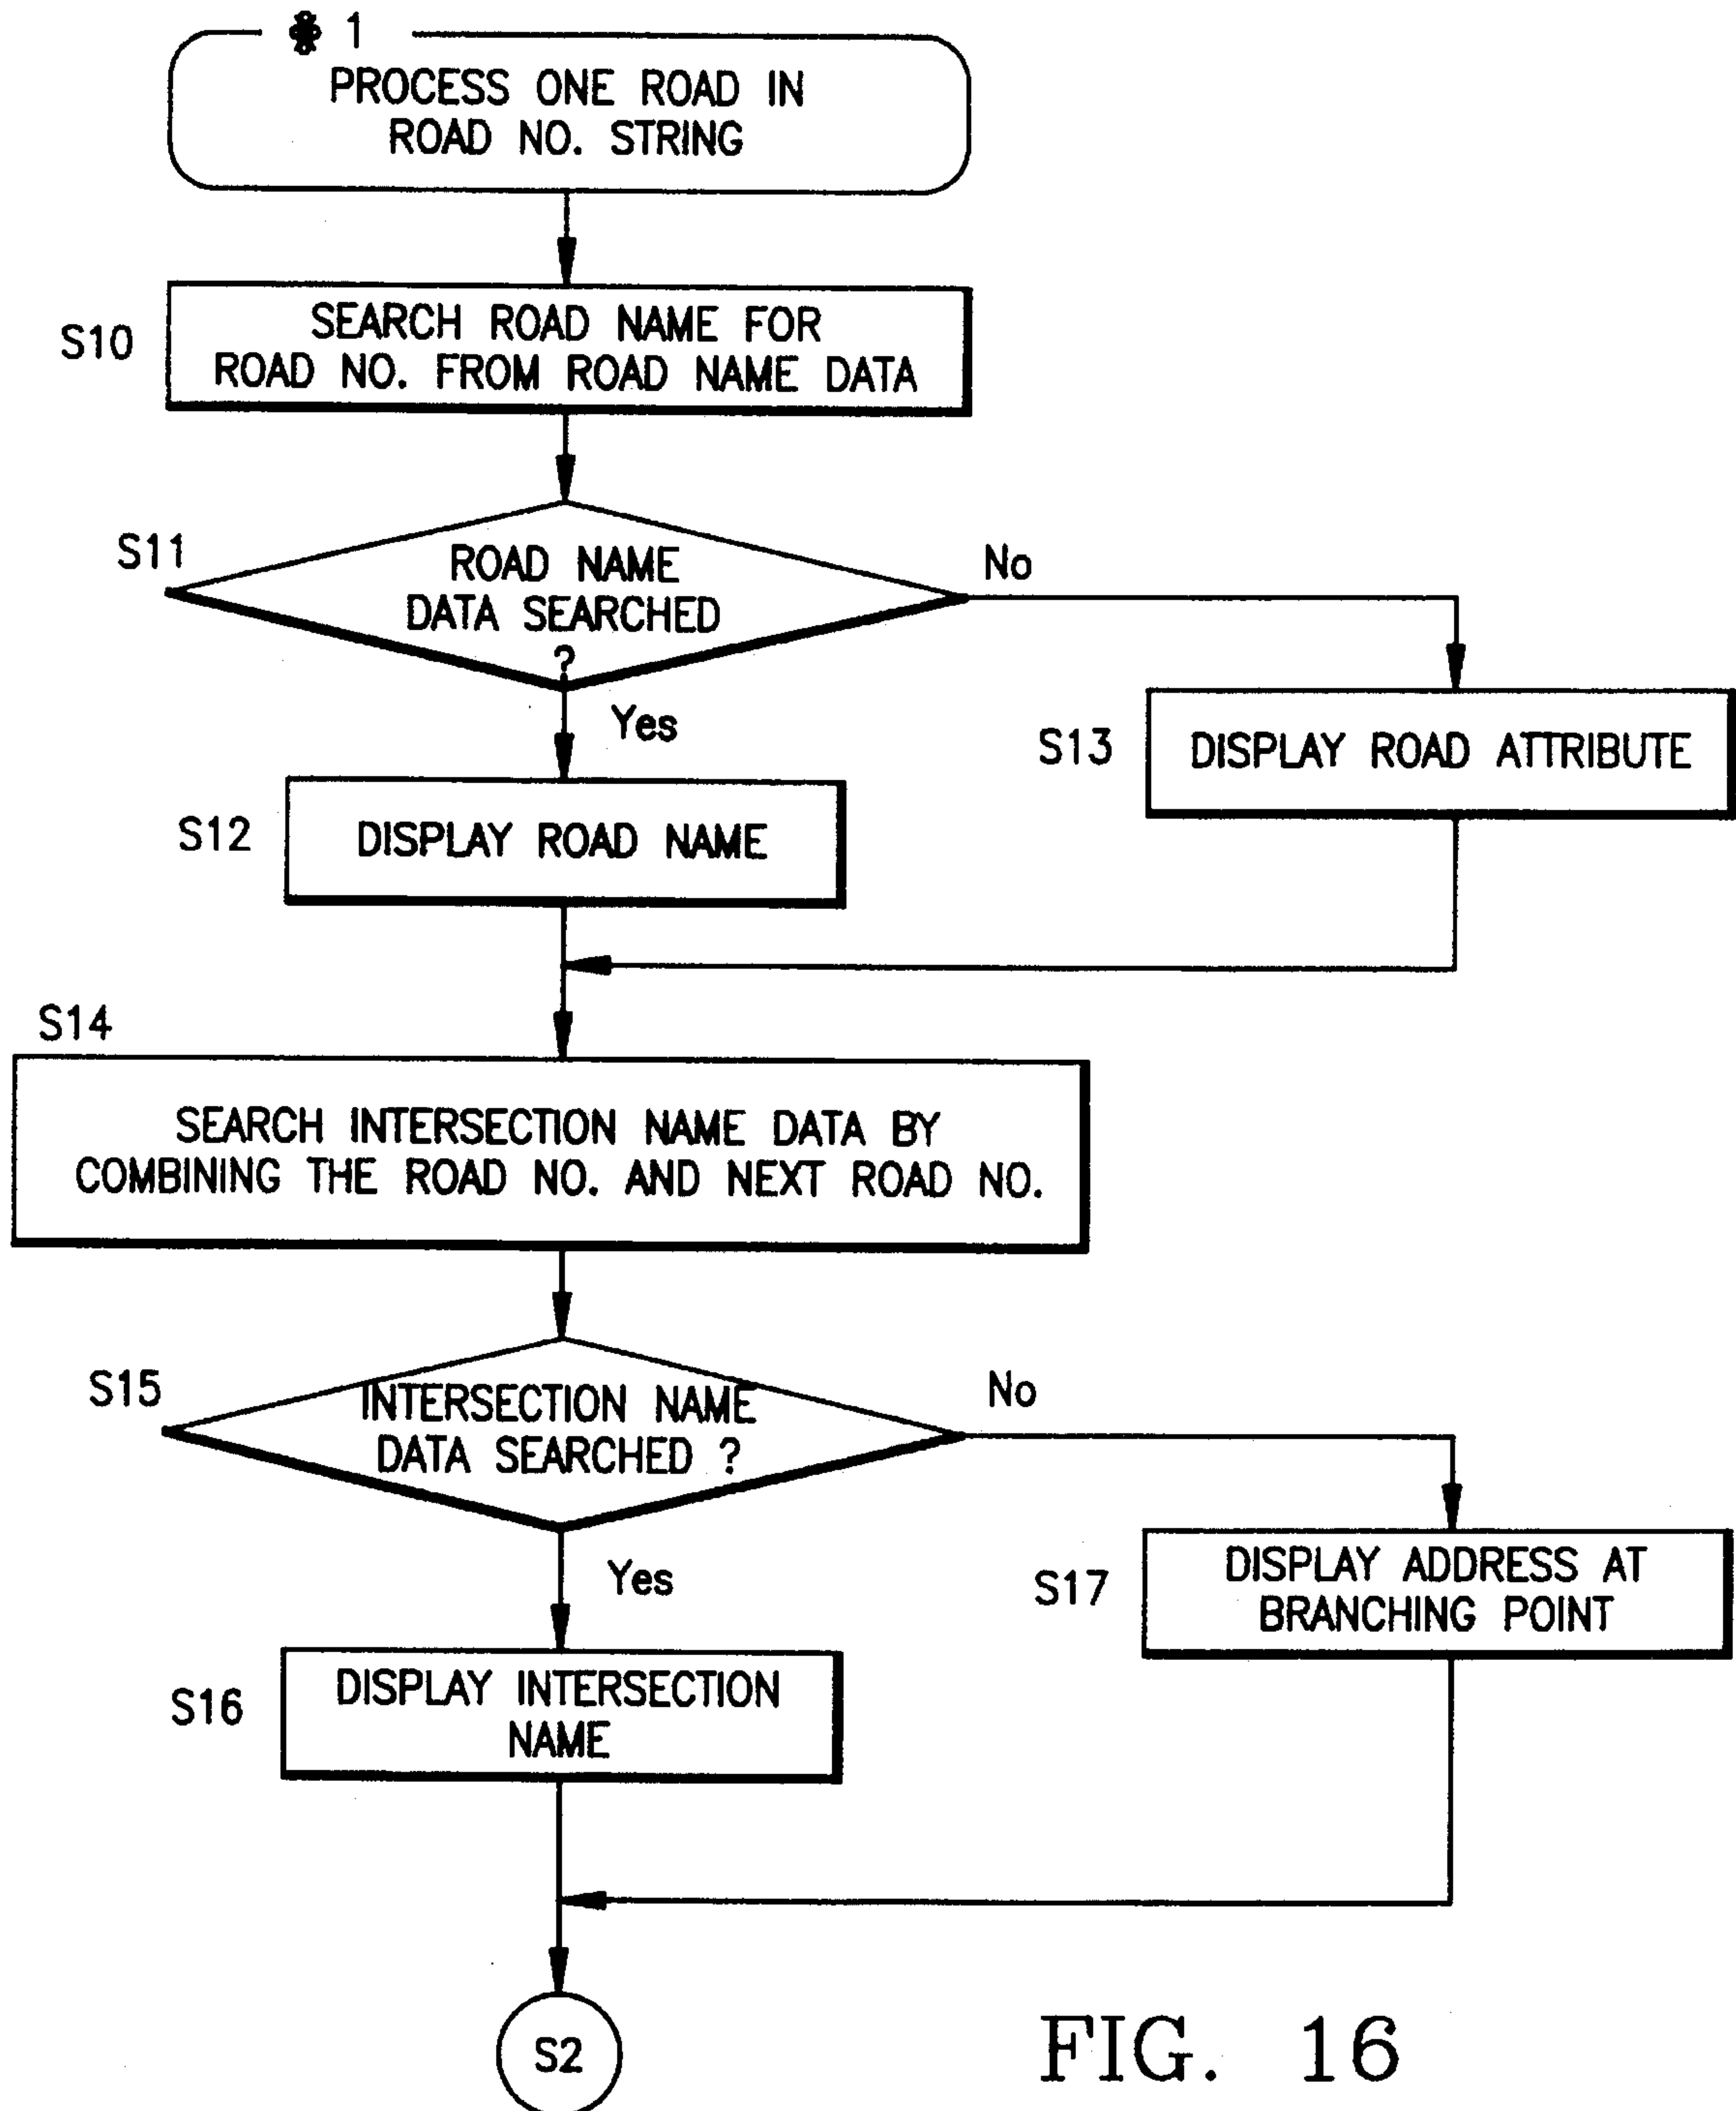 * 1
PROCESS ONE ROAD IN
ROAD NO. STRING
S10
SEARCH ROAD NAME FOR
ROAD NO. FROM ROAD NAME DATA
S11
ROAD NAME
DATA SEARCHED
?
No
Yes
S13
DISPLAY ROAD ATTRIBUTE
S12
DISPLAY ROAD NAME
S14
SEARCH INTERSECTION NAME DATA BY
COMBINING THE ROAD NO. AND NEXT ROAD NO.
S15
INTERSECTION NAME
DATA SEARCHED ?
No
Yes
S17
DISPLAY ADDRESS AT
BRANCHING POINT
S16
DISPLAY INTERSECTION
NAME
S2
FIG. 16